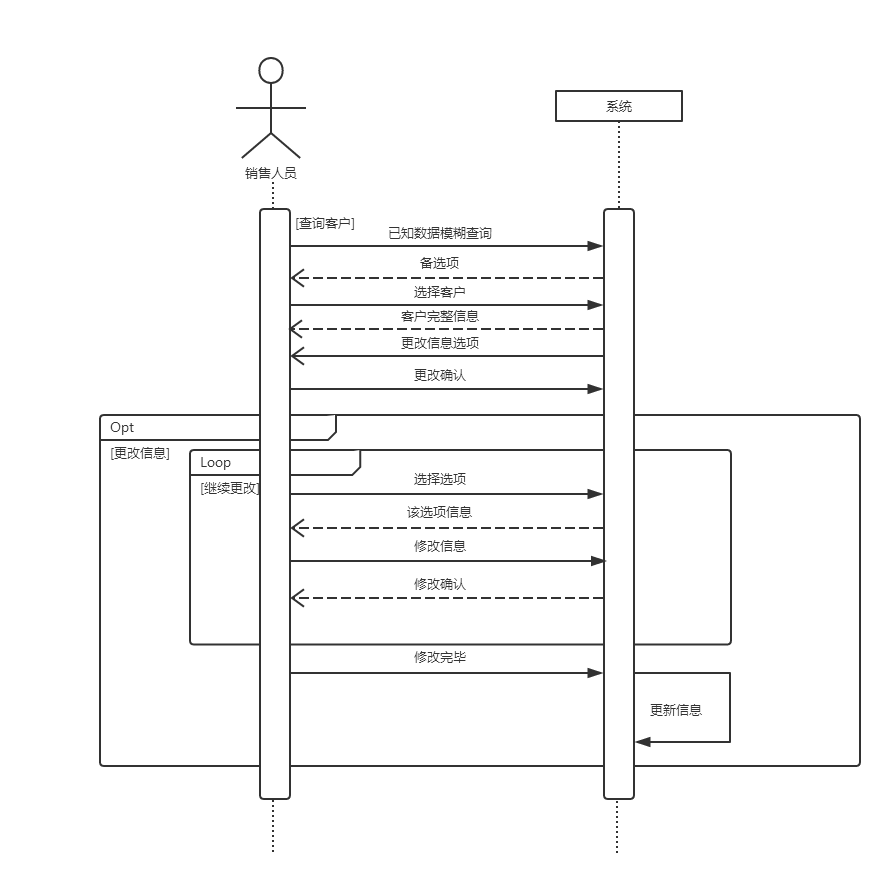 系统
销售人员
[查询客户]
已知数据模糊查询
备选项
选择客户
客户完整信息
更改信息选项
更改确认
Opt
[更改信息]
Loop
[继续更改]
选择选项
该选项信息
修改信息
修改确认
修改完毕
更新信息